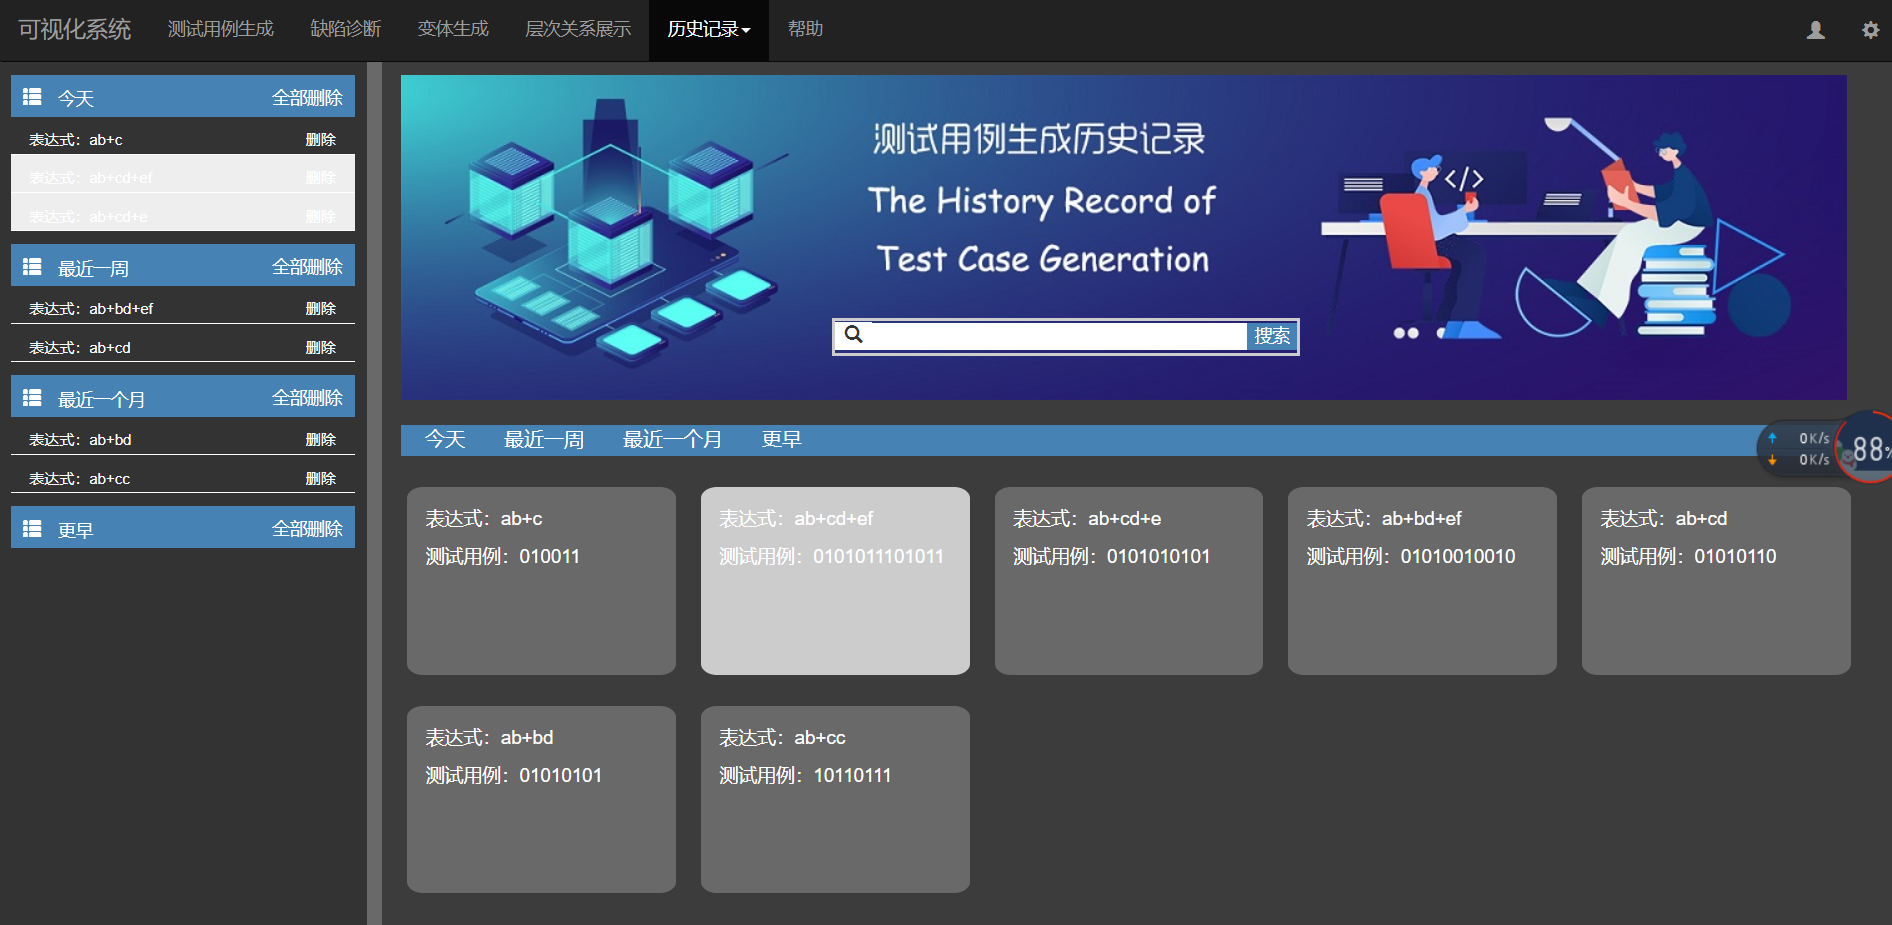 可视化系统 测试用例生成 缺陷诊断 变体生成 层次关系展示 历史记录 帮助
今天 全部删除
表达式：ab+c 删除
表达式：ab+cd+ef 删除
表达式：ab+cd+e 删除
最近一周 全部删除
表达式：ab+bd+ef 删除
表达式：ab+cd 删除
最近一个月 全部删除
表达式：ab+bd 删除
表达式：ab+cc 删除
更早 全部删除
测试用例生成历史记录
The History Record of
Test Case Generation
</>
搜索
今天 最近一周 最近一个月 更早
0K/s
0K/s
88%
表达式：ab+c
测试用例：010011
表达式：ab+cd+ef
测试用例：0101011101011
表达式：ab+cd+e
测试用例：0101010101
表达式：ab+bd+ef
测试用例：01010010010
表达式：ab+cd
测试用例：01010110
表达式：ab+bd
测试用例：01010101
表达式：ab+cc
测试用例：10110111